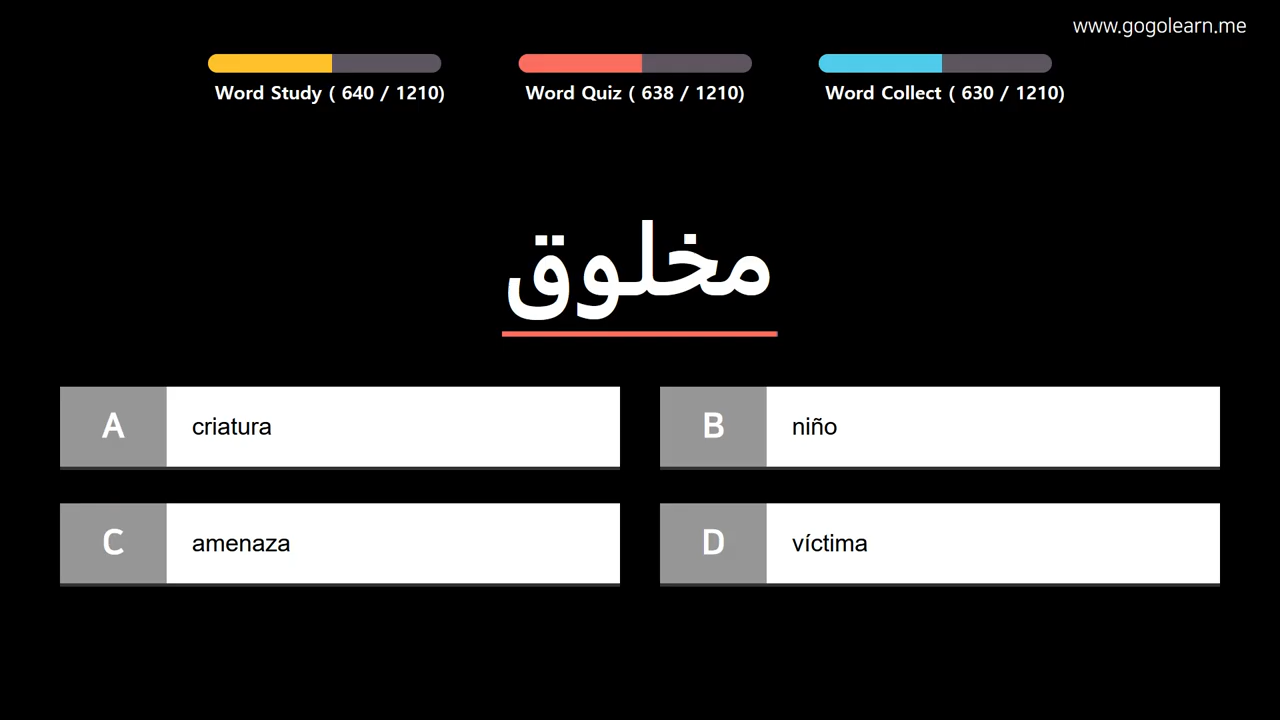 www.gogolearn.me
Word Study ( 640 / 1210)
Word Quiz ( 638 / 1210)
Word Collect ( 630 / 1210)
مخلوق
A criatura
B niño
C amenaza
D víctima